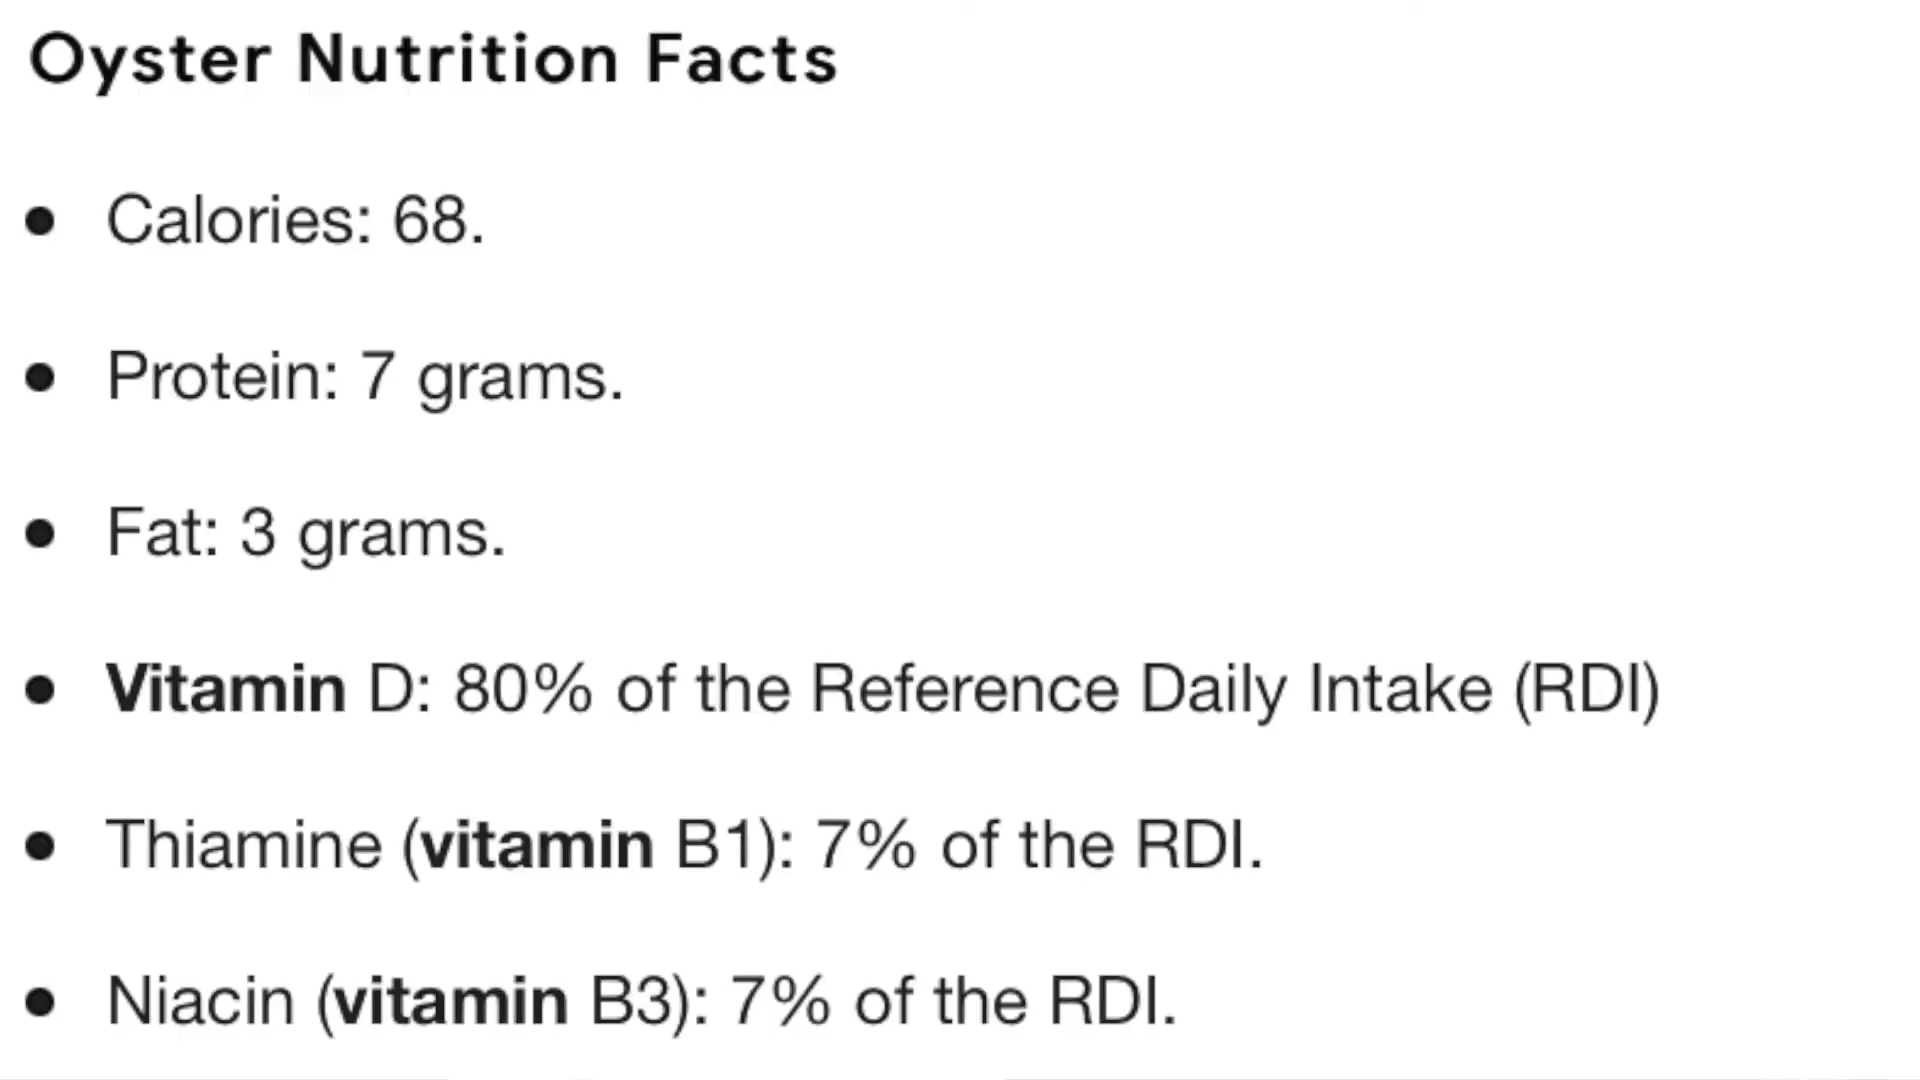 Oyster Nutrition Facts
• Calories: 68.
• Protein: 7 grams.
• Fat: 3 grams.
• Vitamin D: 80% of the Reference Daily Intake (RDI)
• Thiamine (vitamin B1): 7% of the RDI.
• Niacin (vitamin B3): 7% of the RDI.